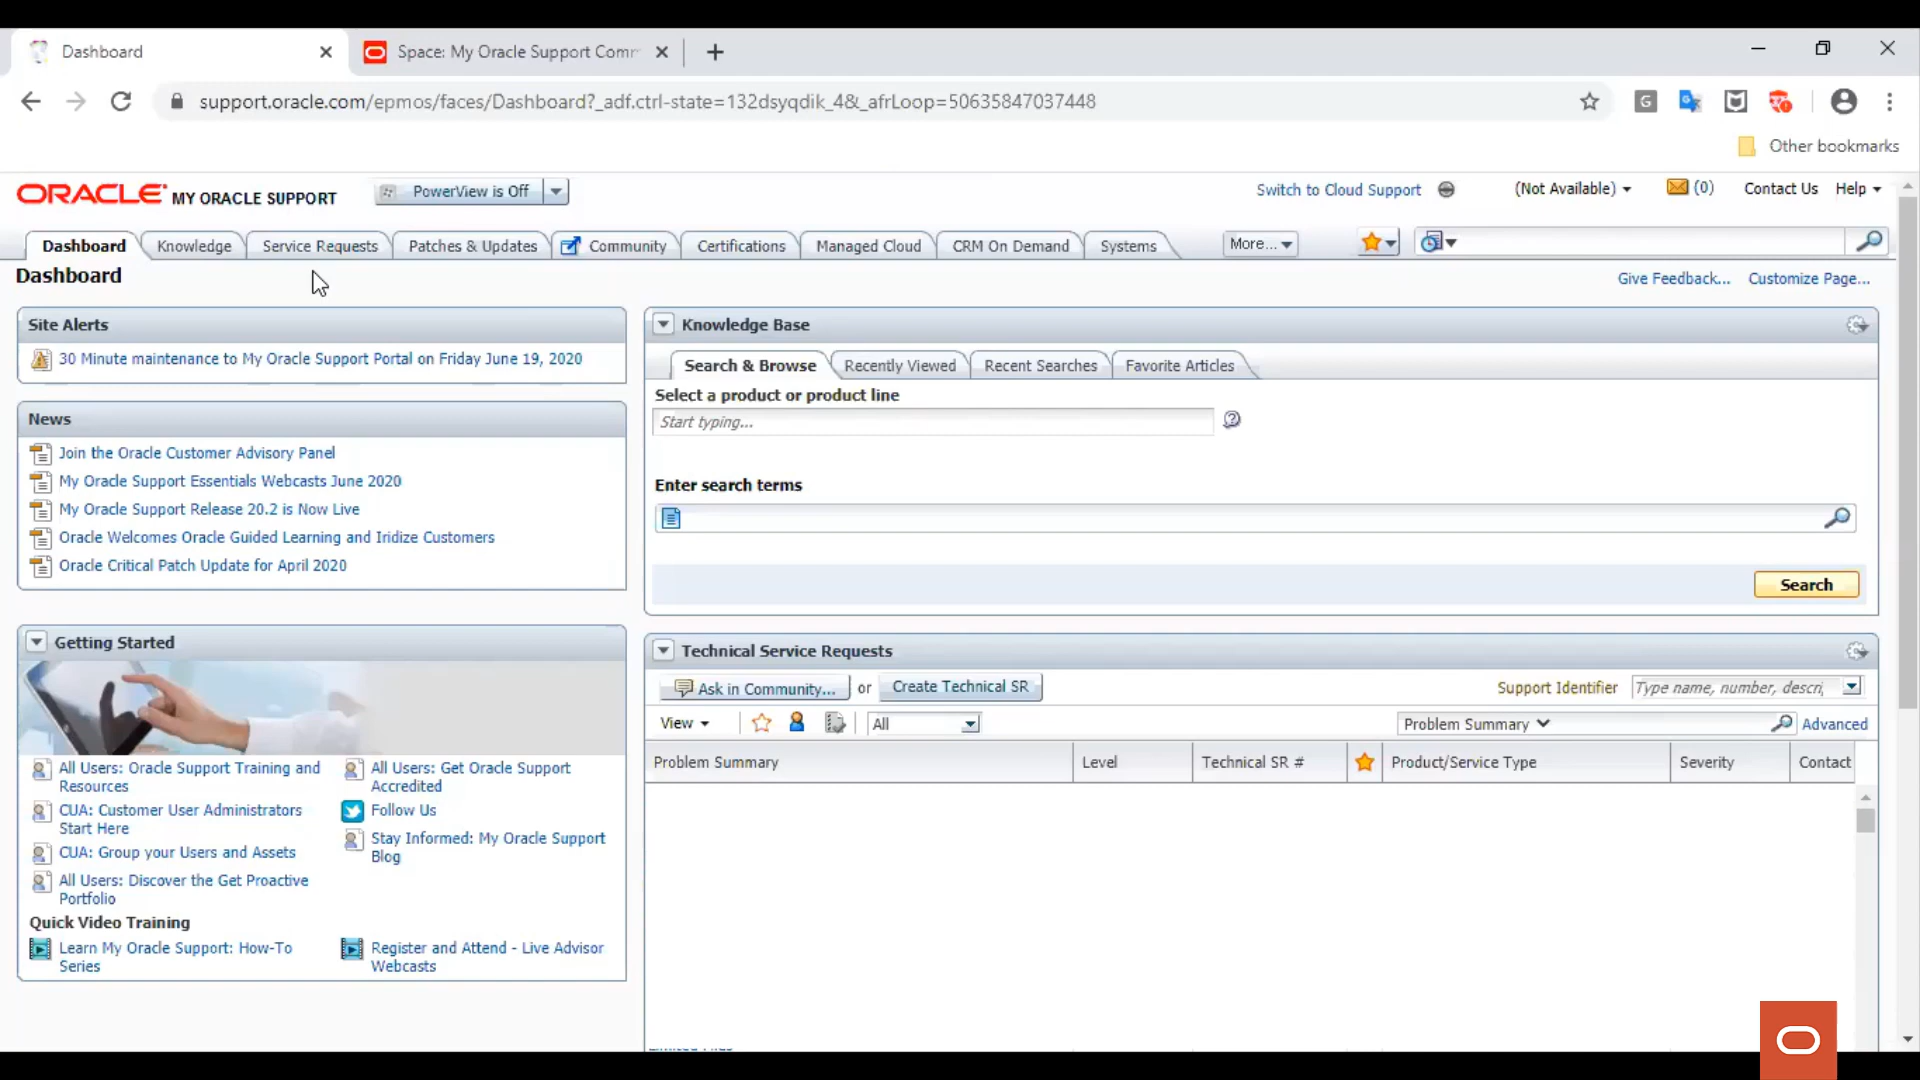 Dashboard
Space: My Oracle Support Comm
support.oracle.com/epmos/faces/Dashboard?_adf.ctrl-state=132dsyqdik_4&_afrLoop=50635847037448
Other bookmarks
ORACLE MY ORACLE SUPPORT
PowerView is Off
Switch to Cloud Support
(Not Available)
(0)
Contact Us
Help
Dashboard
Knowledge
Service Requests
Patches & Updates
Community
Certifications
Managed Cloud
CRM On Demand
Systems
More...
Dashboard
Give Feedback...
Customize Page...
Site Alerts
30 Minute maintenance to My Oracle Support Portal on Friday June 19, 2020
News
Join the Oracle Customer Advisory Panel
My Oracle Support Essentials Webcasts June 2020
My Oracle Support Release 20.2 is Now Live
Oracle Welcomes Oracle Guided Learning and Iridize Customers
Oracle Critical Patch Update for April 2020
Getting Started
All Users: Oracle Support Training and
Resources
CUA: Customer User Administrators
Start Here
CUA: Group your Users and Assets
All Users: Discover the Get Proactive
Portfolio
All Users: Get Oracle Support
Accredited
Follow Us
Stay Informed: My Oracle Support
Blog
Quick Video Training
Learn My Oracle Support: How-To
Series
Register and Attend - Live Advisor
Webcasts
Knowledge Base
Search & Browse
Recently Viewed
Recent Searches
Favorite Articles
Select a product or product line
Start typing...
Enter search terms
Search
Technical Service Requests
Ask in Community...
or
Create Technical SR
Support Identifier
Type name, number, descri
View
All
Problem Summary
Advanced
Problem Summary
Level
Technical SR #
Product/Service Type
Severity
Contact